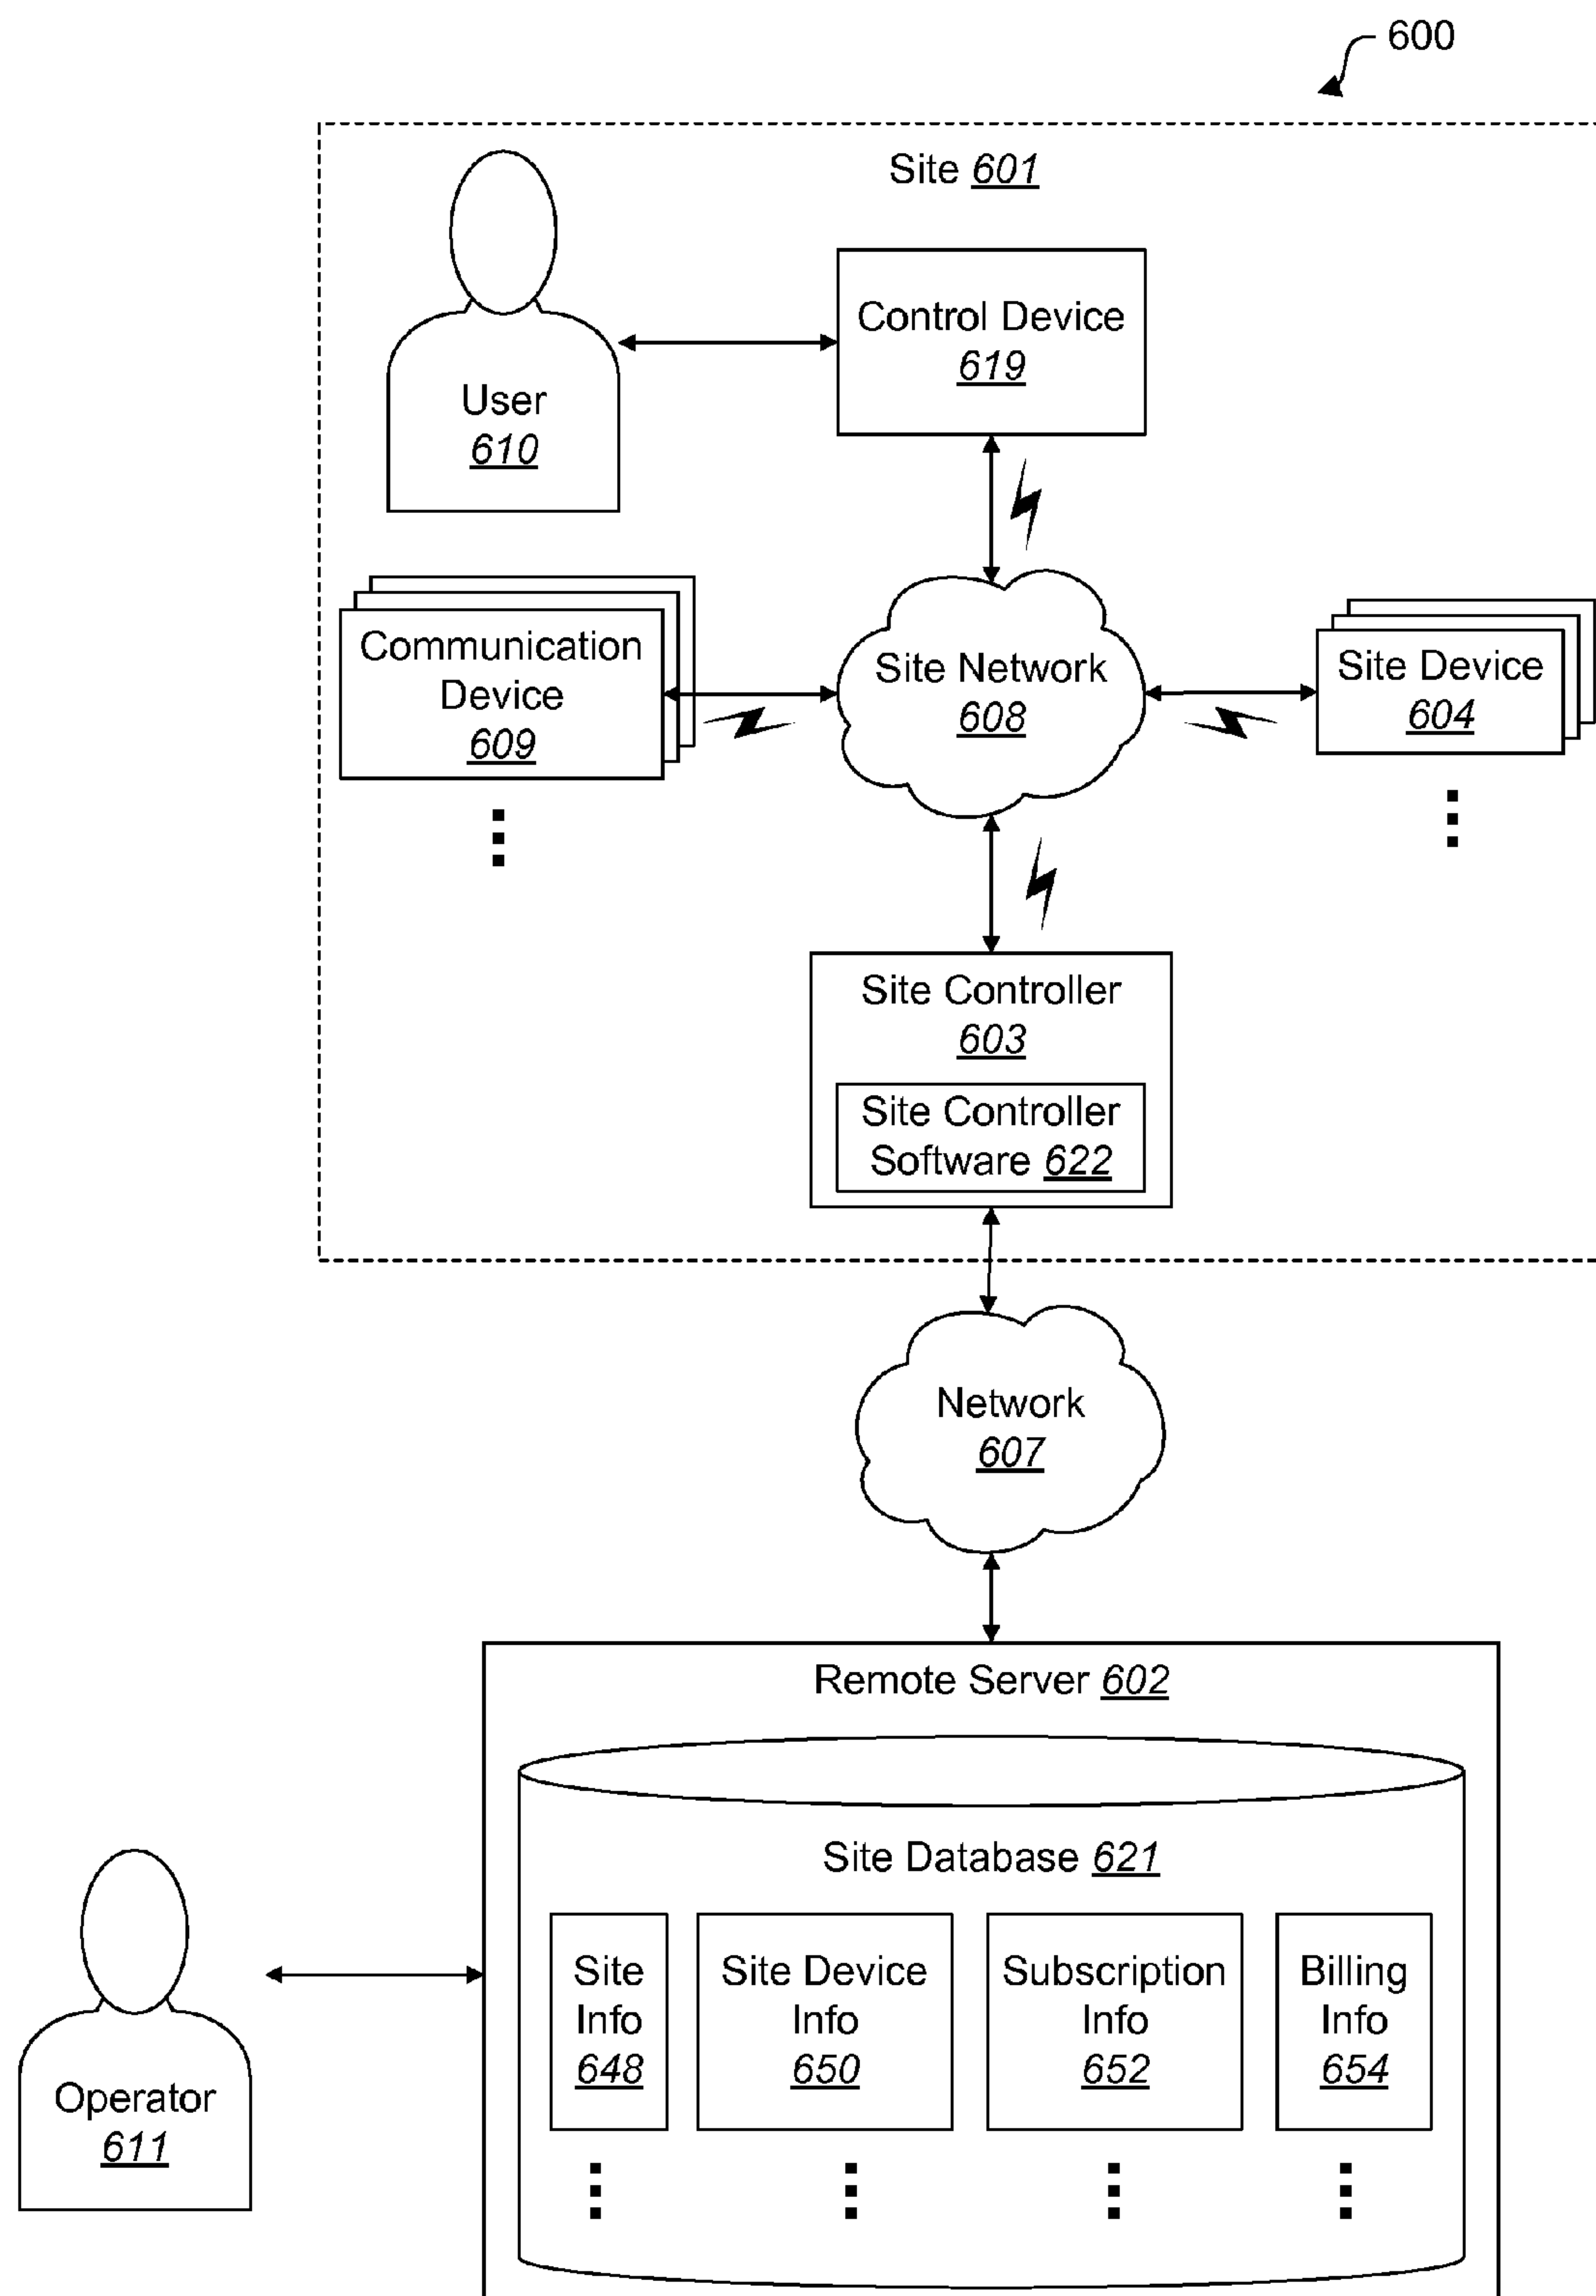 600
Site 601
Control Device
619
User
610
Communication
Device
609
Site Network
608
Site Device
604
Site Controller
603
Site Controller
Software 622
Network
607
Remote Server 602
Site Database 621
Site
Info
648
Site Device
Info
650
Subscription
Info
652
Billing
Info
654
Operator
611